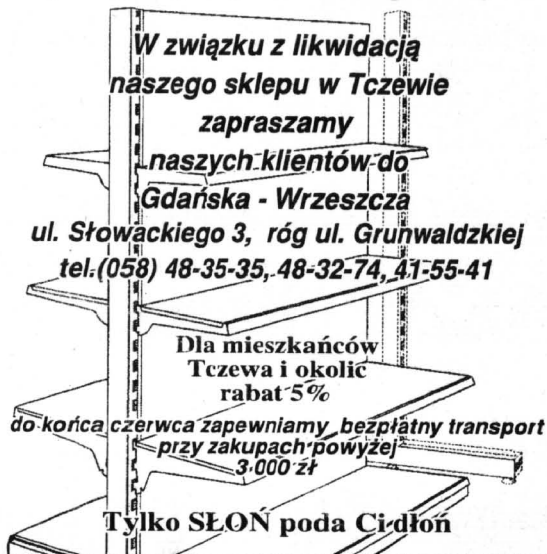 W związku z likwidacją
naszego sklepu w Tczewie
zapraszamy
naszych klientów do
Gdańska - Wrzeszcza
ul. Słowackiego 3, róg ul. Grunwaldzkiej
tel.(058) 48-35-35, 48-32-74, 41-55-41
Dla mieszkańców
Tczewa i okolic
rabat 5%
do końca czerwca zapewniamy bezpłatny transport
przy zakupach powyżej
3 000 zł
Tylko SŁOŃ poda Ci dłoń